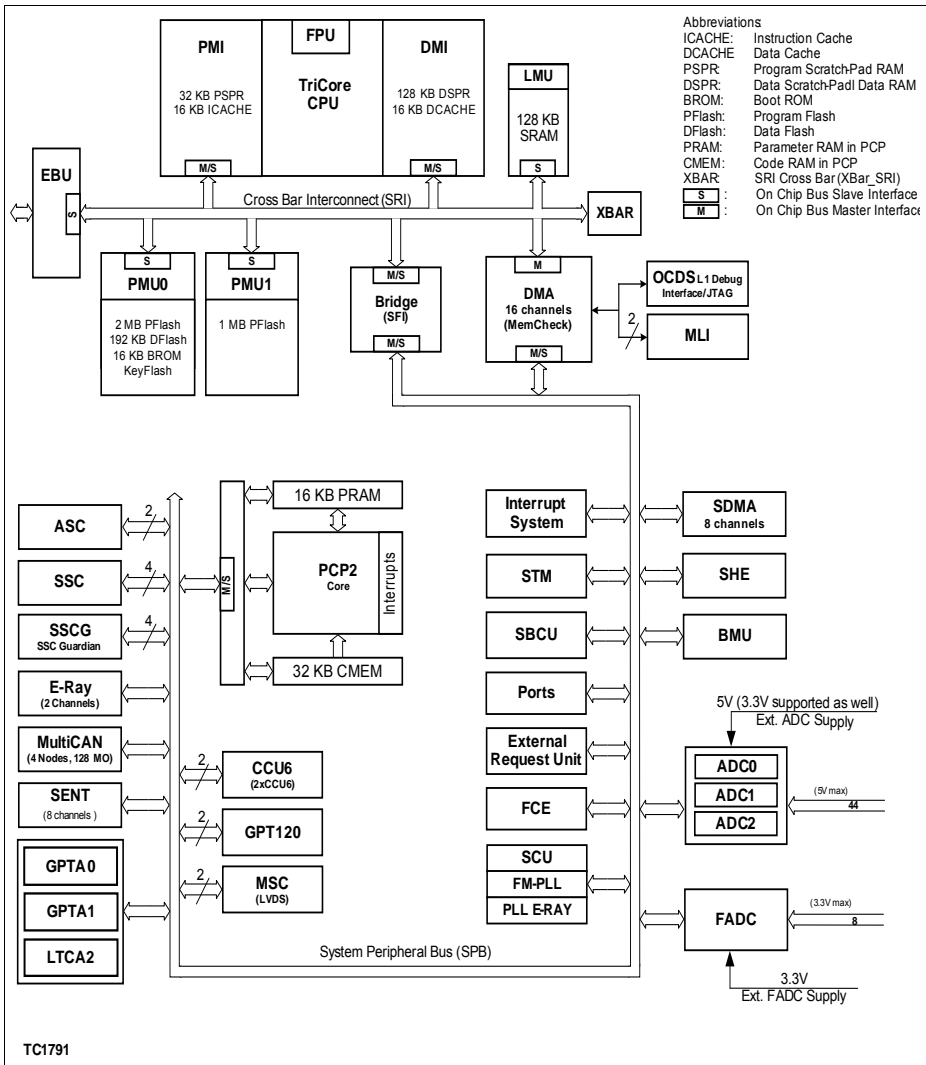 Abbreviations:
ICACHE: Instruction Cache
DCACHE Data Cache
PSPR: Program Scratch-Pad RAM
DSPR: Data Scratch-Padl Data RAM
BROM: Boot ROM
PFlash: Program Flash
DFlash: Data Flash
PRAM: Parameter RAM in PCP
CMEM: Code RAM in PCP
XBAR: SRI Cross Bar (XBar_SRI)
S : On Chip Bus Slave Interface
M : On Chip Bus Master Interface
PMI
32 KB PSPR
16 KB ICACHE
M/S
FPU
TriCore
CPU
DMI
128 KB DSPR
16 KB DCACHE
M/S
LMU
128 KB
SRAM
S
EBU
S
Cross Bar Interconnect (SRI)
XBAR
S
PMU0
2 MB PFlash
192 KB DFlash
16 KB BROM
KeyFlash
S
PMU1
1 MB PFlash
M/S
Bridge
(SFI)
M/S
M
DMA
16 channels
(MemCheck)
M/S
OCDS L1 Debug
Interface/JTAG
2
MLI
ASC
2
SSC
4
SSCG
SSC Guardian
4
E-Ray
(2 Channels)
MultiCAN
(4 Nodes, 128 MO)
SENT
(8 channels )
GPTA0
GPTA1
LTCA2
M/S
16 KB PRAM
PCP2
Core
Interrupts
32 KB CMEM
2
CCU6
(2xCCU6)
2
GPT120
2
MSC
(LVDS)
Interrupt
System
STM
SBCU
Ports
External
Request Unit
FCE
SCU
FM-PLL
PLL E-RAY
SDMA
8 channels
SHE
BMU
5V (3.3V supported as well)
Ext. ADC Supply
ADC0
ADC1
ADC2
(5V max)
44
FADC
(3.3V max)
8
3.3V
Ext. FADC Supply
System Peripheral Bus (SPB)
TC1791